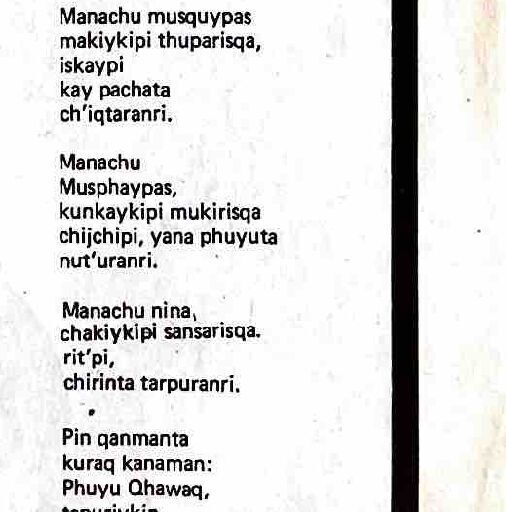 Manachu musquypas
makiykipi thuparisqa,
iskaypi
kay pachata
ch'iqtaranri.
Manachu
Musphaypas,
kunkaykipi mukirisqa
chijchipi, yana phuyuta
nut'uranri.
Manachu nina,
chakiykipi sansarisqa.
rit'pi,
chirinta tarpuranri.
Pin qanmanta
kuraq kanaman:
Phuyu Qhawaq,